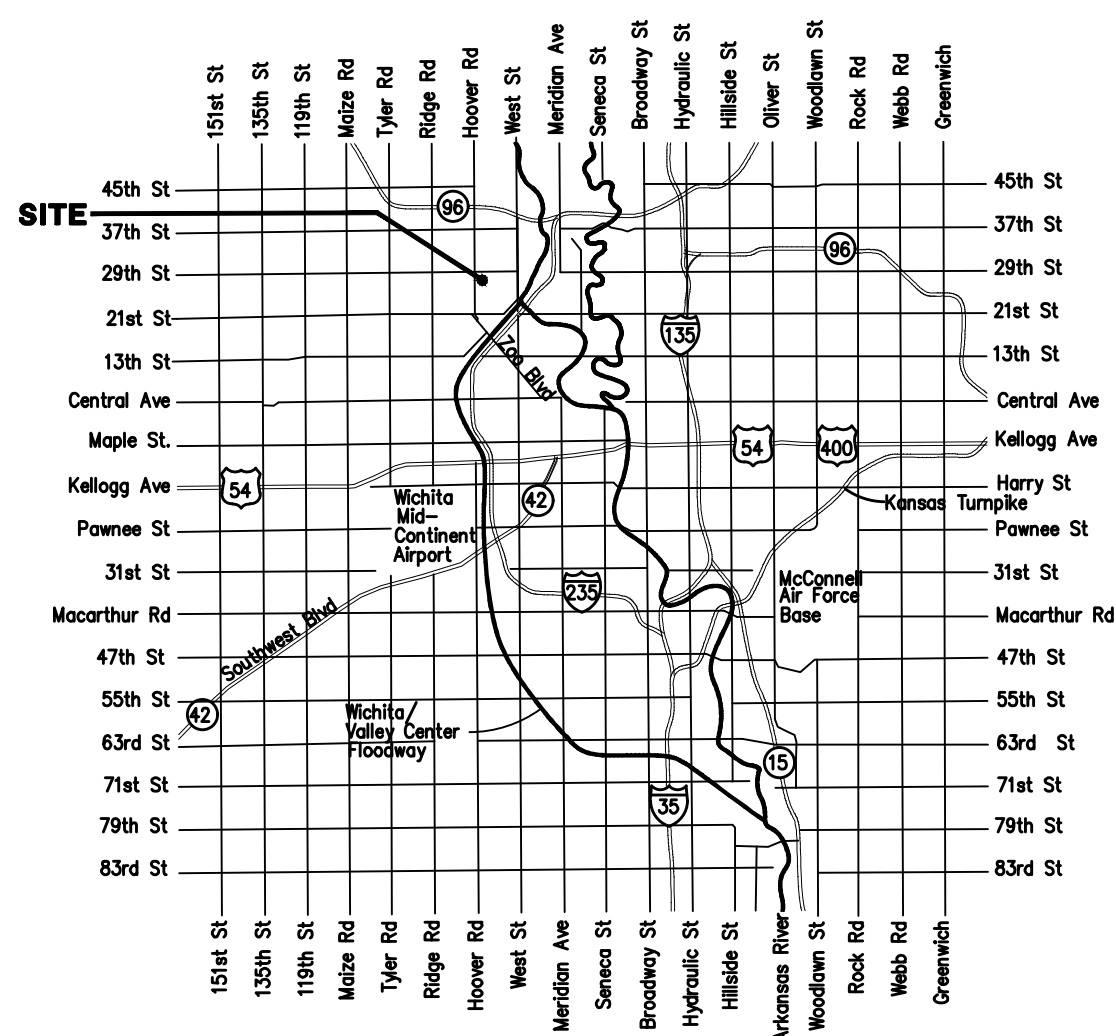 151st St
135th St
119th St
Maize Rd
Tyler Rd
Ridge Rd
Hoover Rd
West St
Meridian Ave
Seneca St
Broadway St
Hydraulic St
Hillside St
Oliver St
Woodlawn St
Rock Rd
Webb Rd
Greenwich
45th St
SITE
37th St
29th St
21st St
13th St
Central Ave
Maple St.
Kellogg Ave
Pawnee St
31st St
Macarthur Rd
47th St
55th St
63rd St
71st St
79th St
83rd St
96
96
135
Zoo Blvd
54
400
54
42
Wichita
Mid-
Continent
Airport
Kansas Turnpike
235
McConnell
Air Force
Base
Southwest Blvd
42
Wichita/
Valley Center
Floodway
15
35
45th St
37th St
29th St
21st St
13th St
Central Ave
Kellogg Ave
Harry St
Pawnee St
31st St
Macarthur Rd
47th St
55th St
63rd St
71st St
79th St
83rd St
151st St
135th St
119th St
Maize Rd
Tyler Rd
Ridge Rd
Hoover Rd
West St
Meridian Ave
Seneca St
Broadway St
Hydraulic St
Hillside St
Arkansas River
Woodlawn St
Rock Rd
Webb Rd
Greenwich